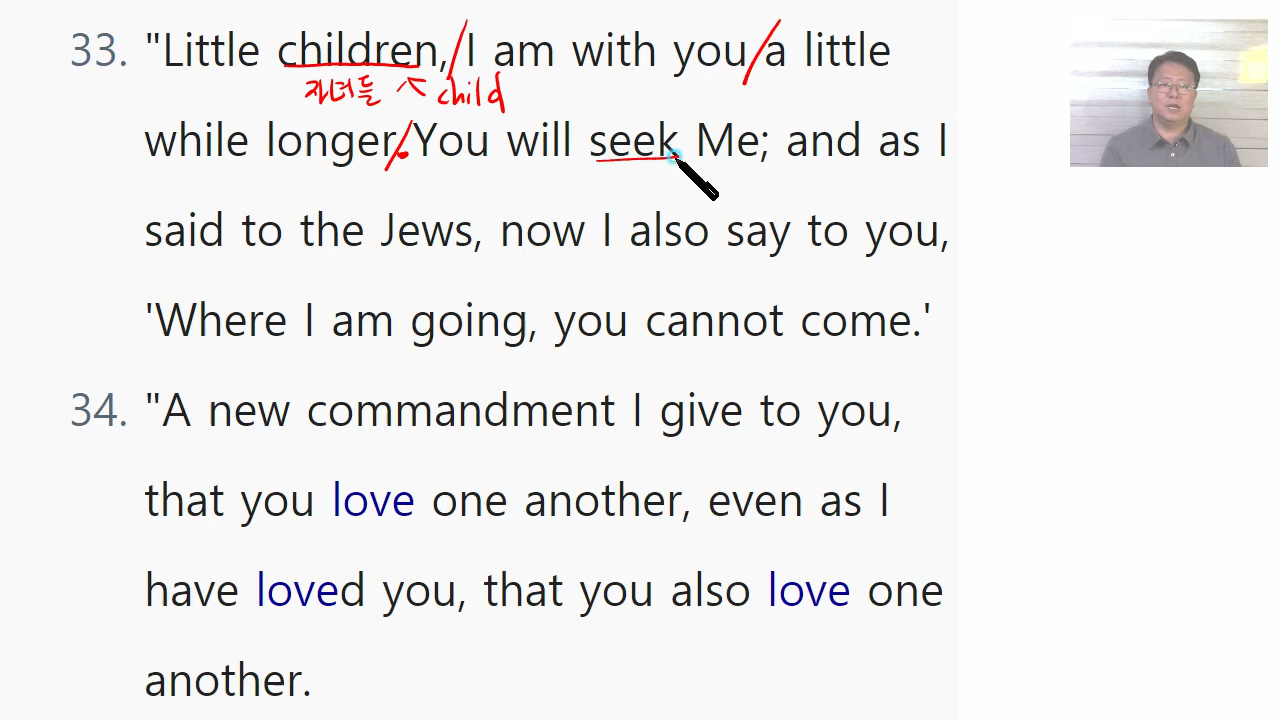 33. "Little children, I am with you a little
자녀들 < child
while longer. You will seek Me; and as I
said to the Jews, now I also say to you,
'Where I am going, you cannot come.'
34. "A new commandment I give to you,
that you love one another, even as I
have loved you, that you also love one
another.